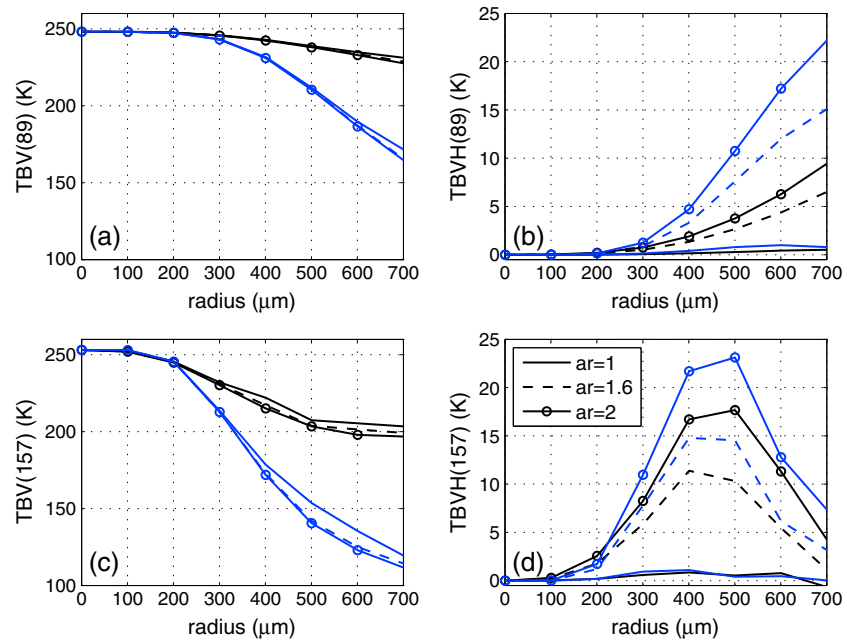 250
200
150
100
TBV(89) (K)
(a)
0 100 200 300 400 500 600 700
radius (μm)
25
20
15
10
5
0
TBVH(89) (K)
(b)
0 100 200 300 400 500 600 700
radius (μm)
250
200
150
100
TBV(157) (K)
(c)
0 100 200 300 400 500 600 700
radius (μm)
25
20
15
10
5
0
TBVH(157) (K)
ar=1
ar=1.6
ar=2
(d)
0 100 200 300 400 500 600 700
radius (μm)